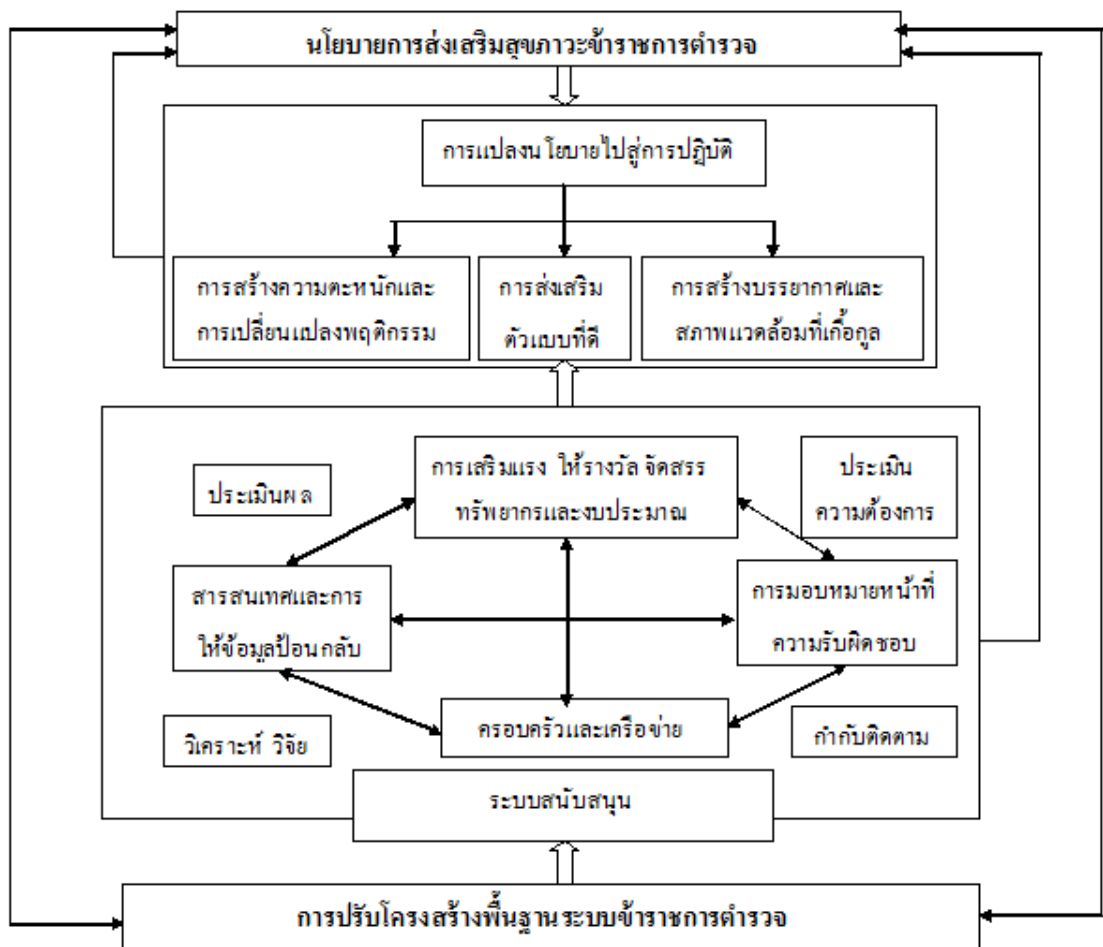 นโยบายการส่งเสริมสุขภาวะข้าราชการตำรวจ
การแปลงนโยบายไปสู่การปฏิบัติ
การสร้างความตะหนักและ
การเปลี่ยนแปลงพฤติกรรม
การส่งเสริม
ตัวแบบที่ดี
การสร้างบรรยากาศและ
สภาพแวดล้อมที่เกื้อกูล
ประเมินผล
การเสริมแรง ให้รางวัล จัดสรร
ทรัพยากรและงบประมาณ
ประเมิน
ความต้องการ
สารสนเทศและการ
ให้ข้อมูลป้อนกลับ
การมอบหมายหน้าที่
ความรับผิดชอบ
วิเคราะห์ วิจัย
ครอบครัวและเครือข่าย
กำกับติดตาม
ระบบสนับสนุน
การปรับโครงสร้างพื้นฐานระบบข้าราชการตำรวจ